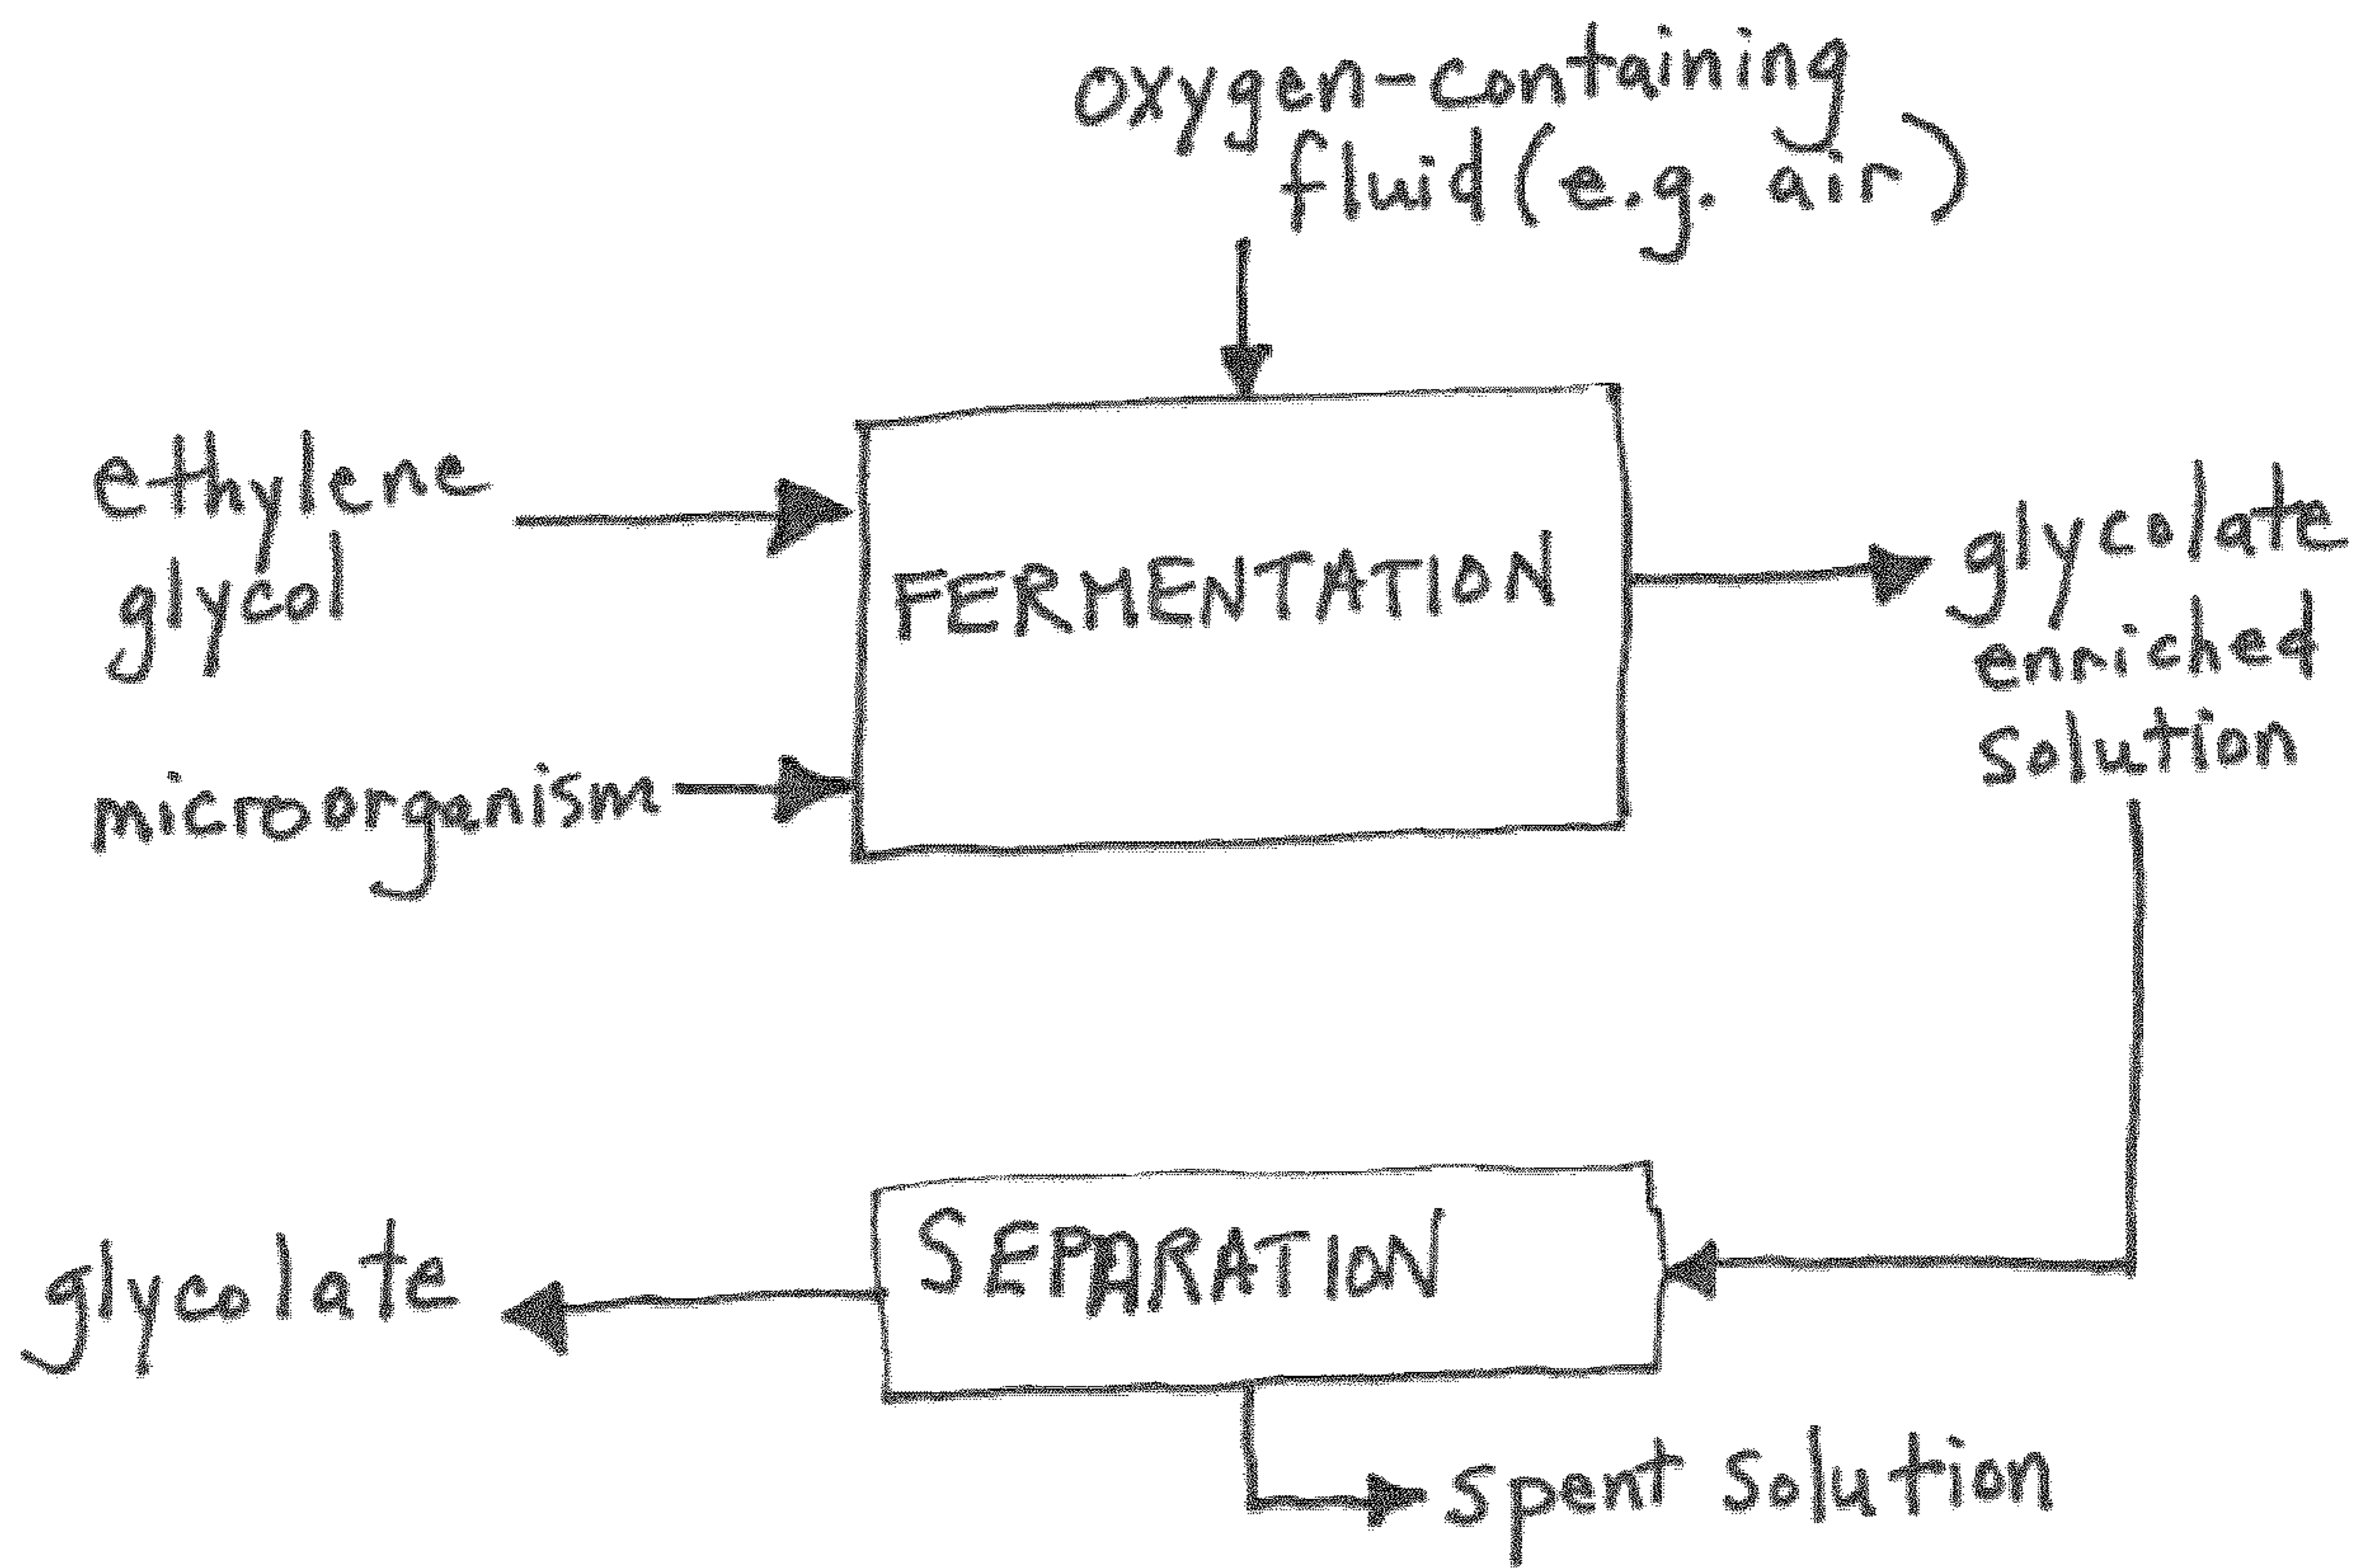 oxygen-containing
fluid (e.g. air)
ethylene
glycol
FERMENTATION
glycolate
enriched
solution
microorganism
SEPARATION
glycolate
spent solution